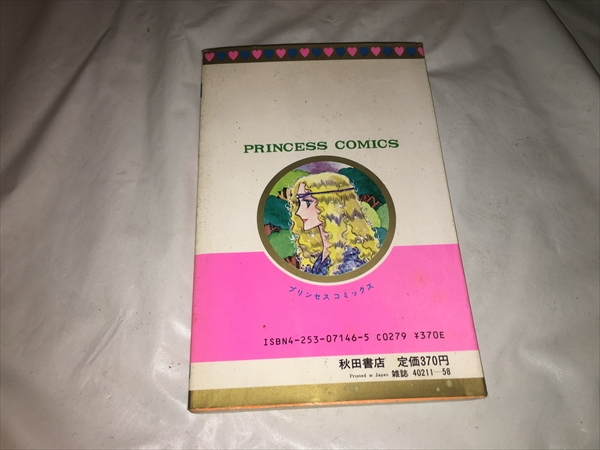 PRINCESS COMICS
プリンセスコミックス
ISBN4-253-07146-5 C0279 ¥370E
秋田書店 定価370円
Printed in Japan 雑誌 40211-58